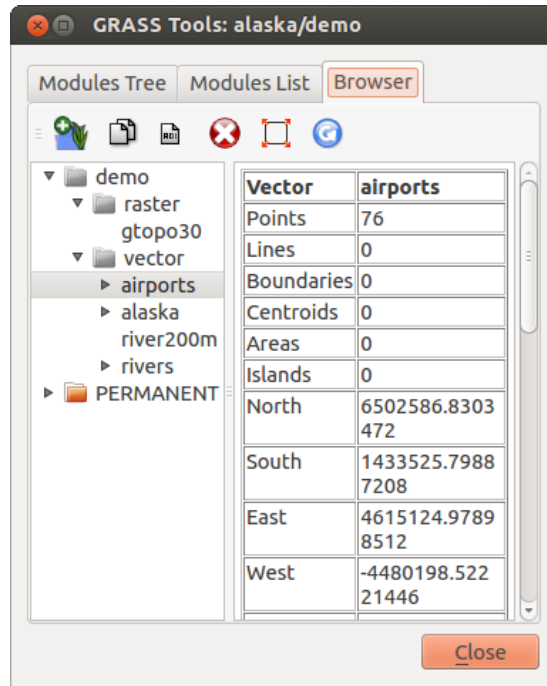 GRASS Tools: alaska/demo
Modules Tree
Modules List
Browser
demo
raster
gtopo30
vector
airports
alaska
river200m
rivers
PERMANENT
Vector airports
Points 76
Lines 0
Boundaries 0
Centroids 0
Areas 0
Islands 0
North 6502586.8303
472
South 1433525.7988
7208
East 4615124.9789
8512
West -4480198.522
21446
Close